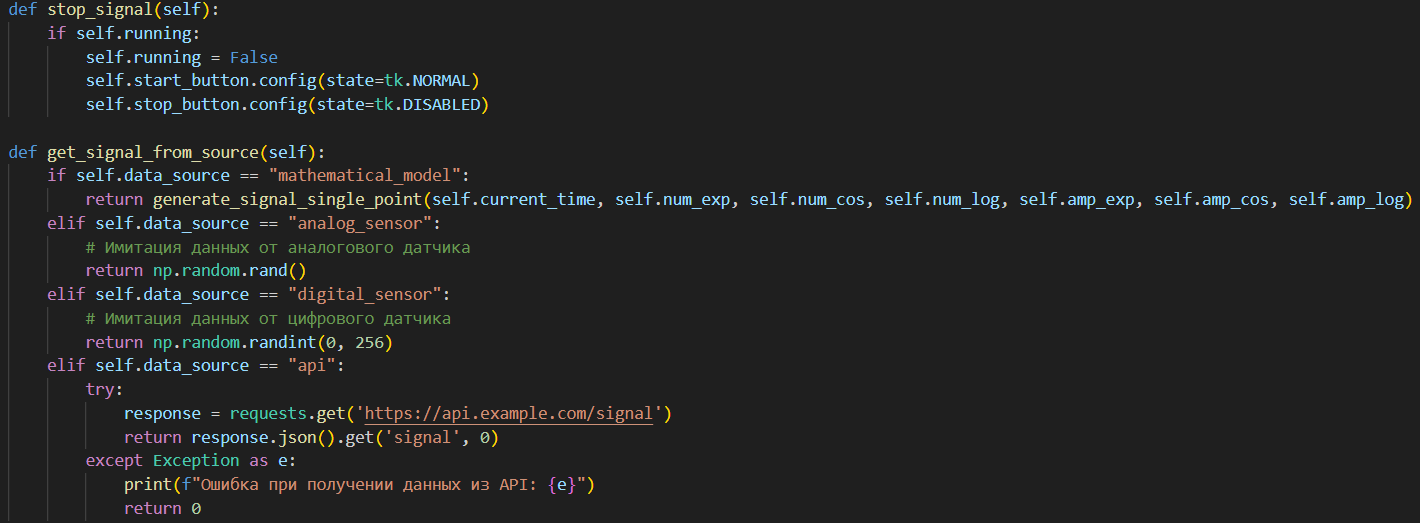 def stop_signal(self):
    if self.running:
        self.running = False
        self.start_button.config(state=tk.NORMAL)
        self.stop_button.config(state=tk.DISABLED)

def get_signal_from_source(self):
    if self.data_source == "mathematical_model":
        return generate_signal_single_point(self.current_time, self.num_exp, self.num_cos, self.num_log, self.amp_exp, self.amp_cos, self.amp_log)
    elif self.data_source == "analog_sensor":
        # Имитация данных от аналогового датчика
        return np.random.rand()
    elif self.data_source == "digital_sensor":
        # Имитация данных от цифрового датчика
        return np.random.randint(0, 256)
    elif self.data_source == "api":
        try:
            response = requests.get('https://api.example.com/signal')
            return response.json().get('signal', 0)
        except Exception as e:
            print(f"Ошибка при получении данных из API: {e}")
            return 0